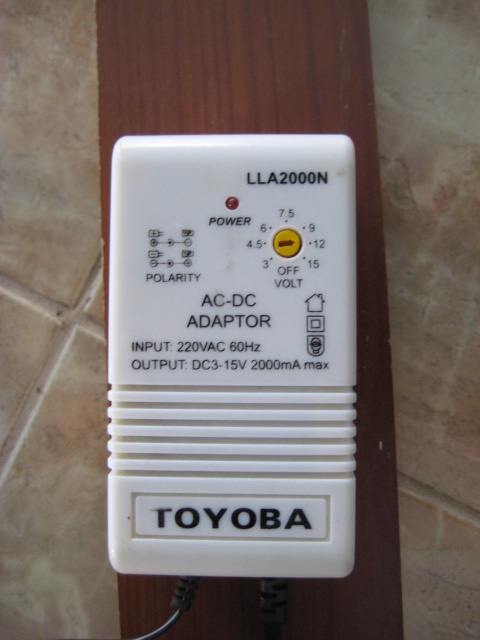 LLA2000N
POWER
7.5
6 9
4.5 12
3 15
OFF
VOLT
POLARITY
AC-DC
ADAPTOR
INPUT: 220VAC 60Hz
OUTPUT: DC3-15V 2000mA max
TOYOBA